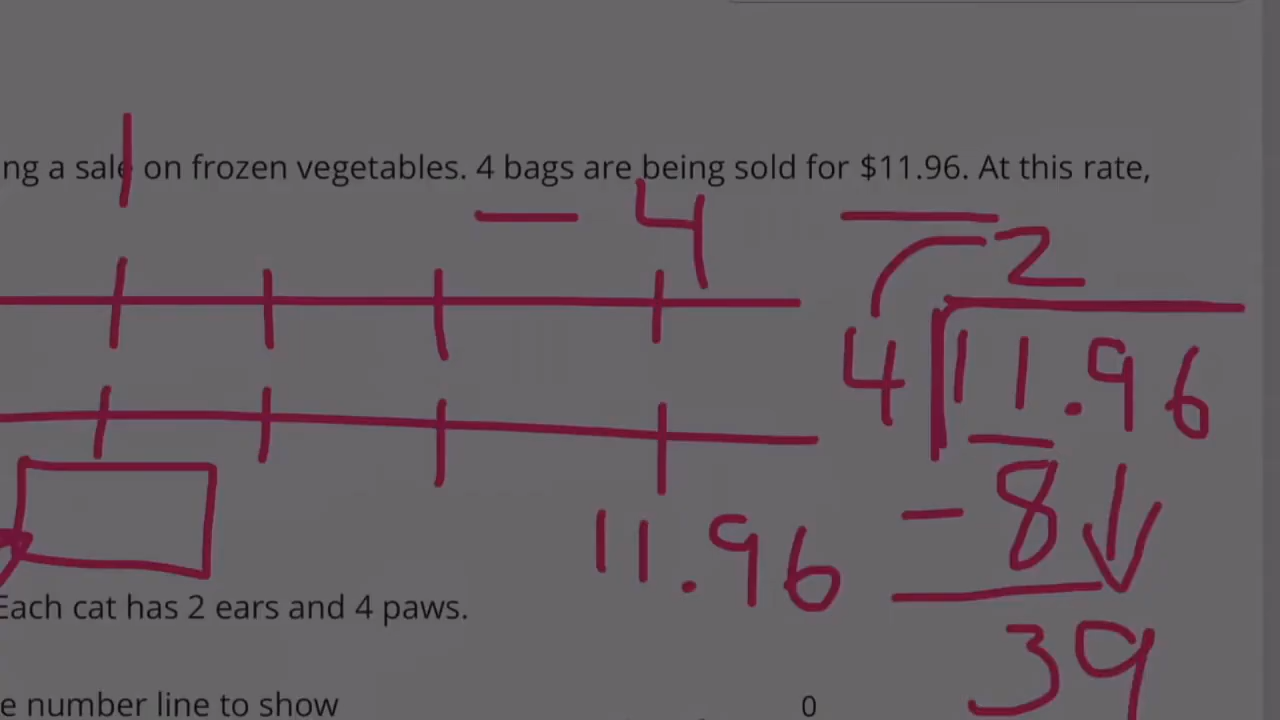 ng a sale on frozen vegetables. 4 bags are being sold for $11.96. At this rate,
1
4
2
4 11.96
- 8
39
11.96
Each cat has 2 ears and 4 paws.
e number line to show
0